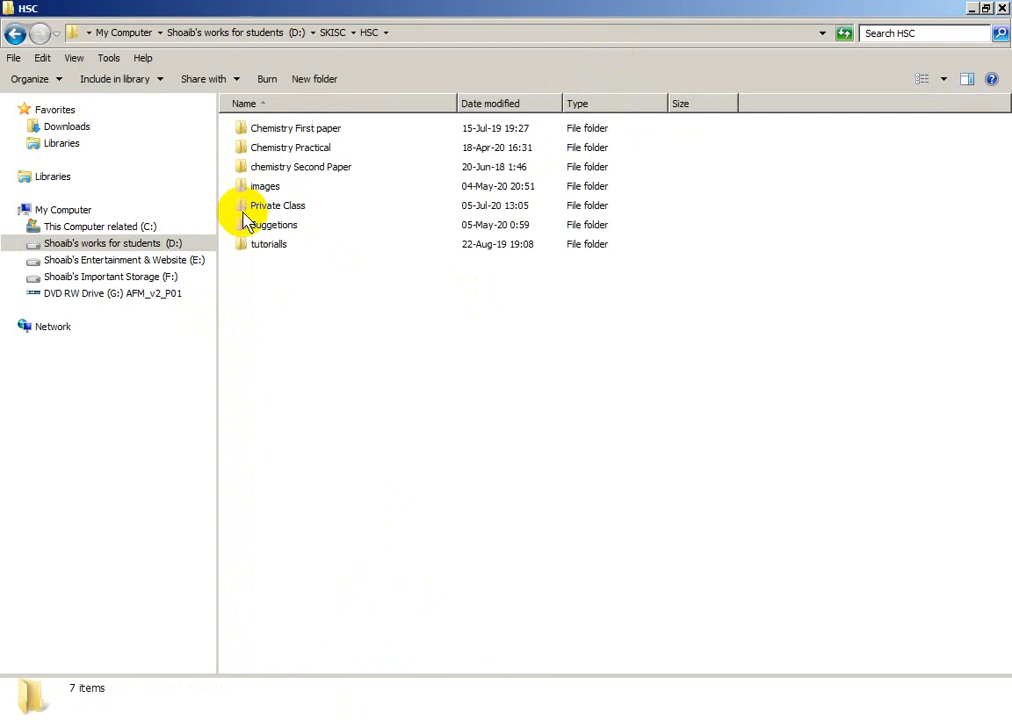 HSC
My Computer Shoaib's works for students (D:) SKISC HSC Search HSC
File Edit View Tools Help
Organize Include in library Share with Burn New folder
Name Date modified Type Size
Favorites
Downloads
Libraries
Libraries
My Computer
This Computer related (C:)
Shoaib's works for students (D:)
Shoaib's Entertainment & Website (E:)
Shoaib's Important Storage (F:)
DVD RW Drive (G:) AFM_v2_P01
Network
Chemistry First paper 15-Jul-19 19:27 File folder
Chemistry Practical 18-Apr-20 16:31 File folder
chemistry Second Paper 20-Jun-18 1:46 File folder
images 04-May-20 20:51 File folder
Private Class 05-Jul-20 13:05 File folder
05-May-20 0:59 File folder
tutorialls 22-Aug-19 19:08 File folder
7 items